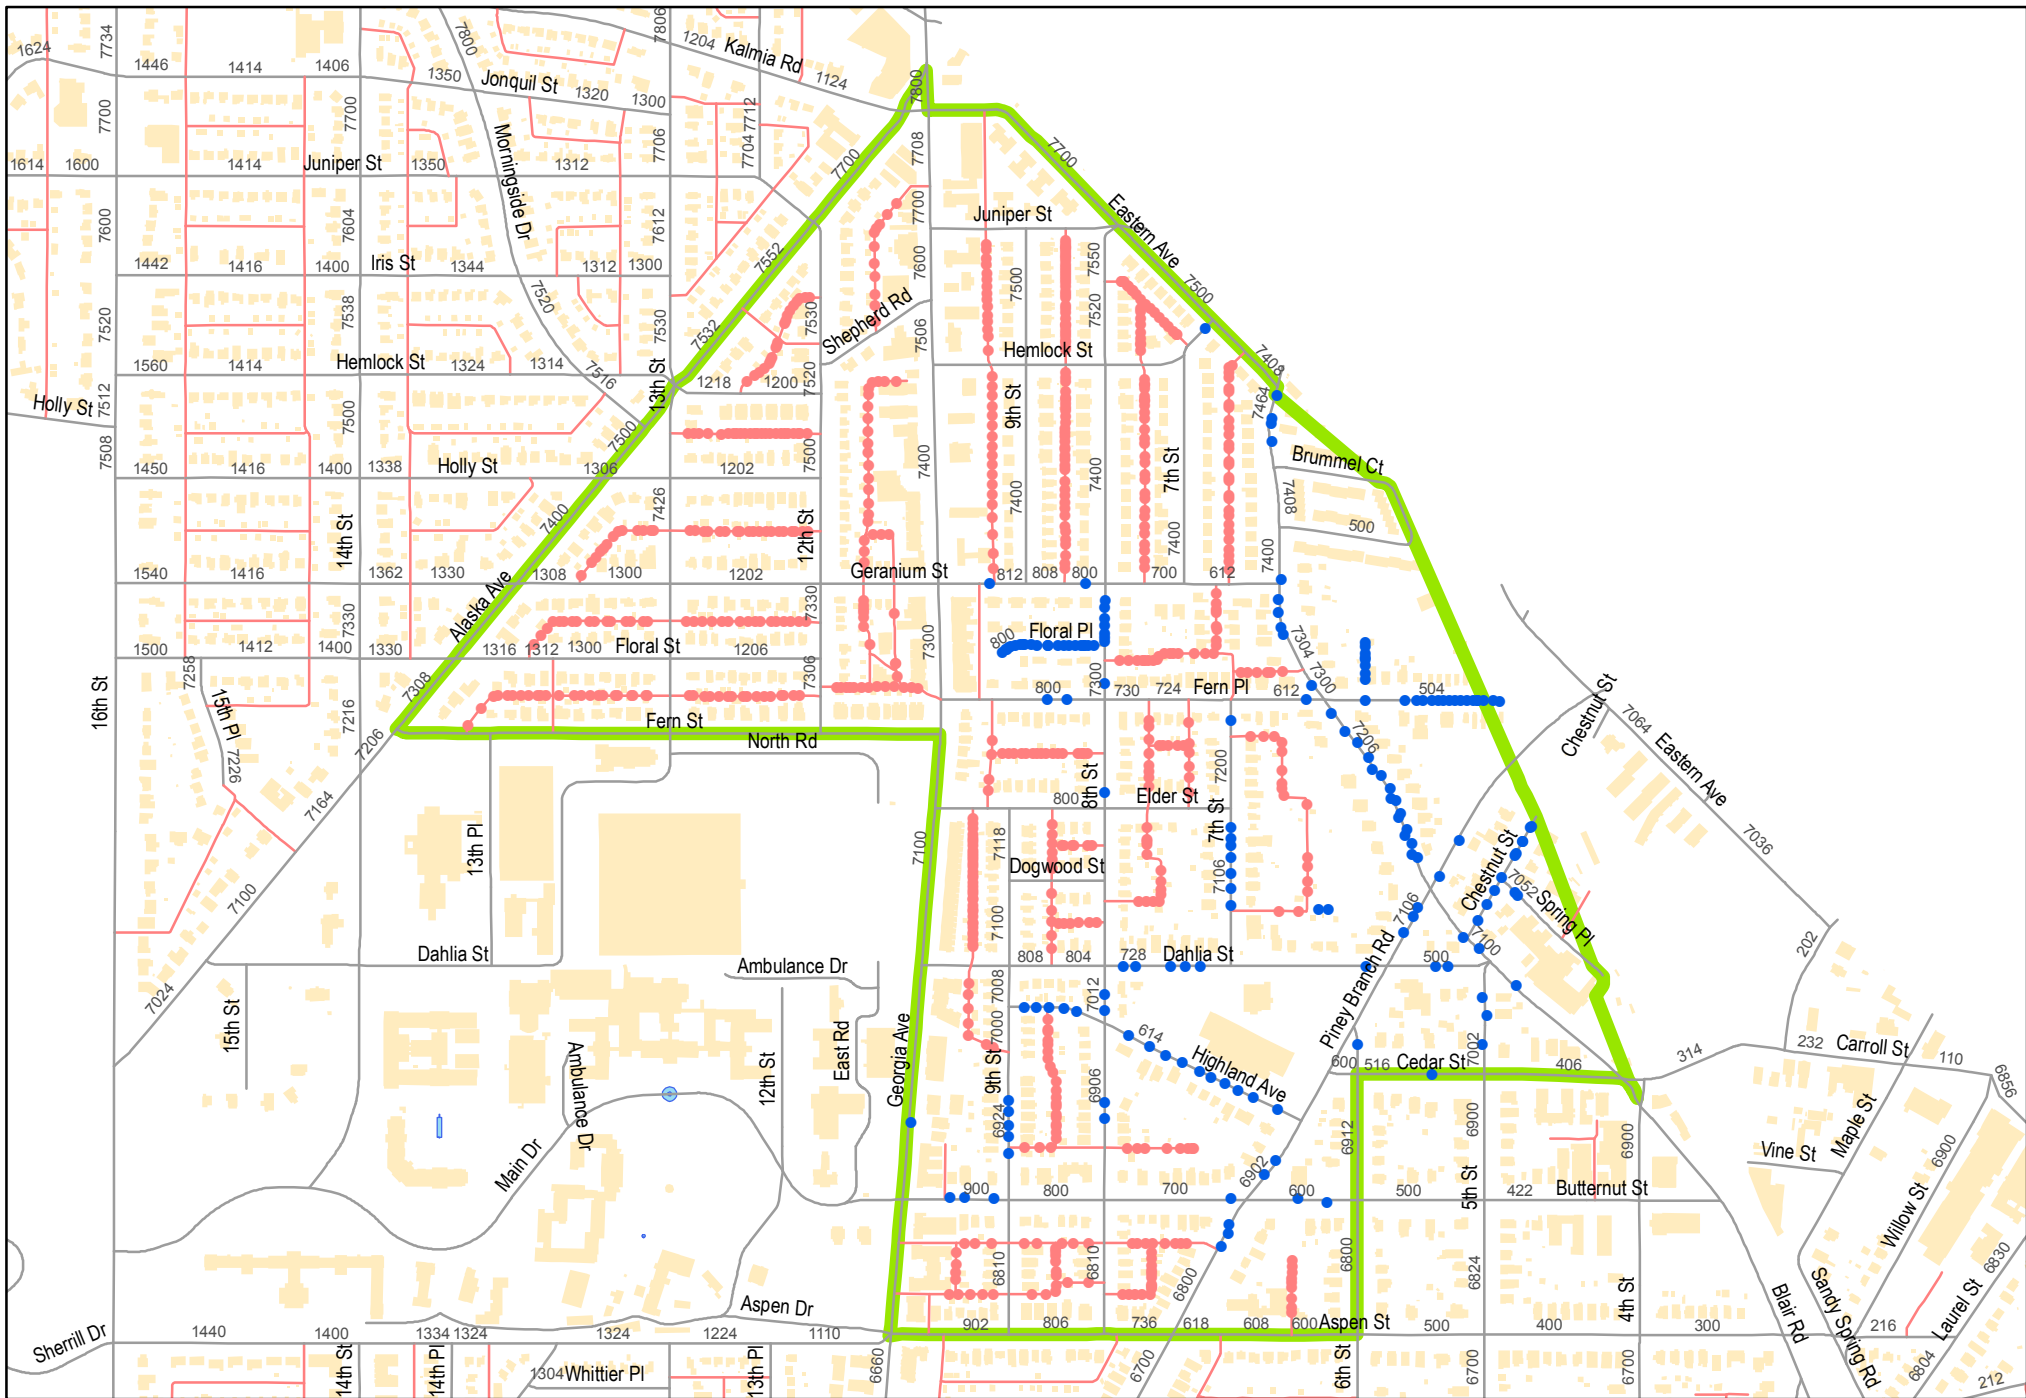 1624
7734
1446
1414
1406
7800
1350
Jonquil St
1320
1300
7806
1204
Kalmia Rd
1124
7800
7700
7700
7706
7704
7712
7708
1614
1600
1414
Juniper St
1350
Morningside Dr
1312
7700
7700
7700
Eastern Ave
7600
7604
7612
7552
7600
Juniper St
1442
1416
1400
Iris St
1344
1312
1300
7500
7550
7500
7520
7538
7520
7530
7532
7530
Shepherd Rd
7506
7520
7408
1560
1414
Hemlock St
1324
1314
7516
13th St
1218
1200
7520
Hemlock St
Holly St
7512
7500
7500
9th St
7464
7508
1450
1416
1400
1338
Holly St
1306
1202
7500
7400
7400
7400
7th St
7400
Brummel Ct
7408
500
14th St
7400
7426
12th St
7400
1540
1416
1362
1330
1308
1300
1202
Geranium St
812
808
800
700
612
7330
Alaska Ave
7330
1500
1412
1400
1330
1316
1312
1300
Floral St
1206
7306
7300
800
Floral Pl
7300
7304
7300
16th St
7258
15th Pl
7216
7308
Fern St
800
730
724
Fern Pl
612
504
Chestnut St
7064
Eastern Ave
7036
7226
7206
7164
North Rd
8th St
7200
7206
800
Elder St
7th St
13th Pl
7100
7118
Dogwood St
7106
Chestnut St
7052
Spring Pl
7100
7100
7106
7100
Piney Branch Rd
202
Dahlia St
Ambulance Dr
808
804
728
Dahlia St
500
7024
15th St
Ambulance Dr
12th St
East Rd
Georgia Ave
7008
7000
7012
614
Highland Ave
9th St
600
516
Cedar St
7002
406
314
232
Carroll St
110
6856
6924
6906
6912
6900
6900
Maple St
6900
Vine St
Main Dr
900
800
700
6902
600
500
5th St
422
Butternut St
Willow St
6810
6810
6800
6800
6824
4th St
Blair Rd
Sandy Spring Rd
6830
Laurel St
Aspen Dr
Sherrill Dr
1440
1400
1334
1324
1324
1224
1110
902
806
736
618
608
600
Aspen St
500
400
300
216
14th St
14th Pl
1304
Whittier Pl
13th Pl
6660
6700
6th St
6700
6700
6804
212